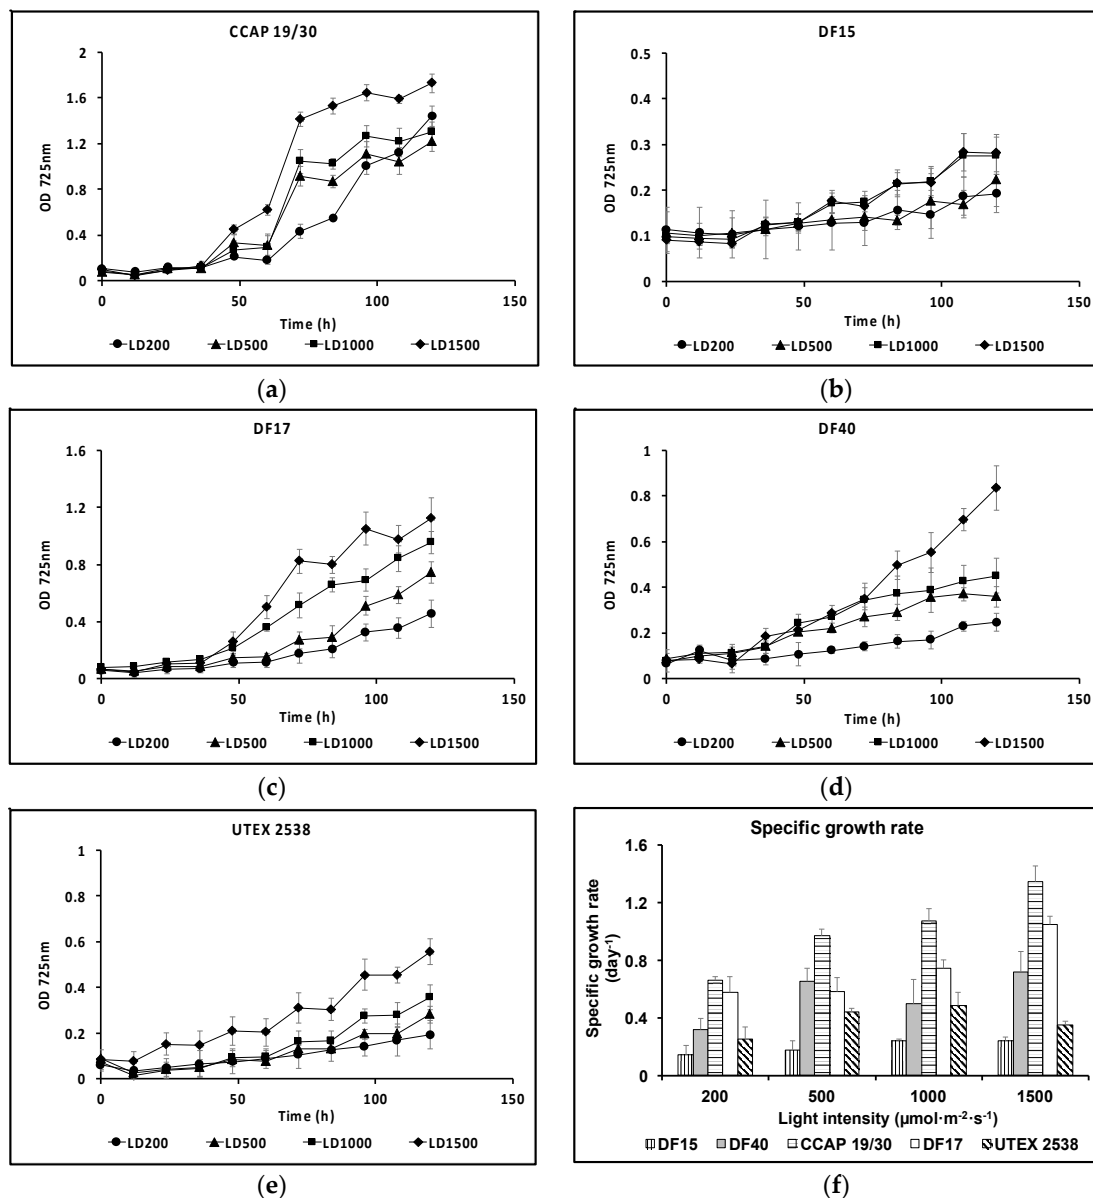 CCAP 19/30
2
1.6
1.2
0.8
0.4
0
OD 725nm
0 50 100 150
Time (h)
LD200 LD500 LD1000 LD1500
(a)
DF15
0.5
0.4
0.3
0.2
0.1
0
OD 725nm
0 50 100 150
Time (h)
LD200 LD500 LD1000 LD1500
(b)
DF17
1.6
1.2
0.8
0.4
0
OD 725nm
0 50 100 150
Time (h)
LD200 LD500 LD1000 LD1500
(c)
DF40
1
0.8
0.6
0.4
0.2
0
OD 725nm
0 50 100 150
Time (h)
LD200 LD500 LD1000 LD1500
(d)
UTEX 2538
1
0.8
0.6
0.4
0.2
0
OD 725nm
0 50 100 150
Time (h)
LD200 LD500 LD1000 LD1500
(e)
Specific growth rate
1.6
1.2
0.8
0.4
0
Specific growth rate
(day⁻¹)
200 500 1000 1500
Light intensity (µmol·m⁻²·s⁻¹)
DF15 DF40 CCAP 19/30 DF17 UTEX 2538
(f)